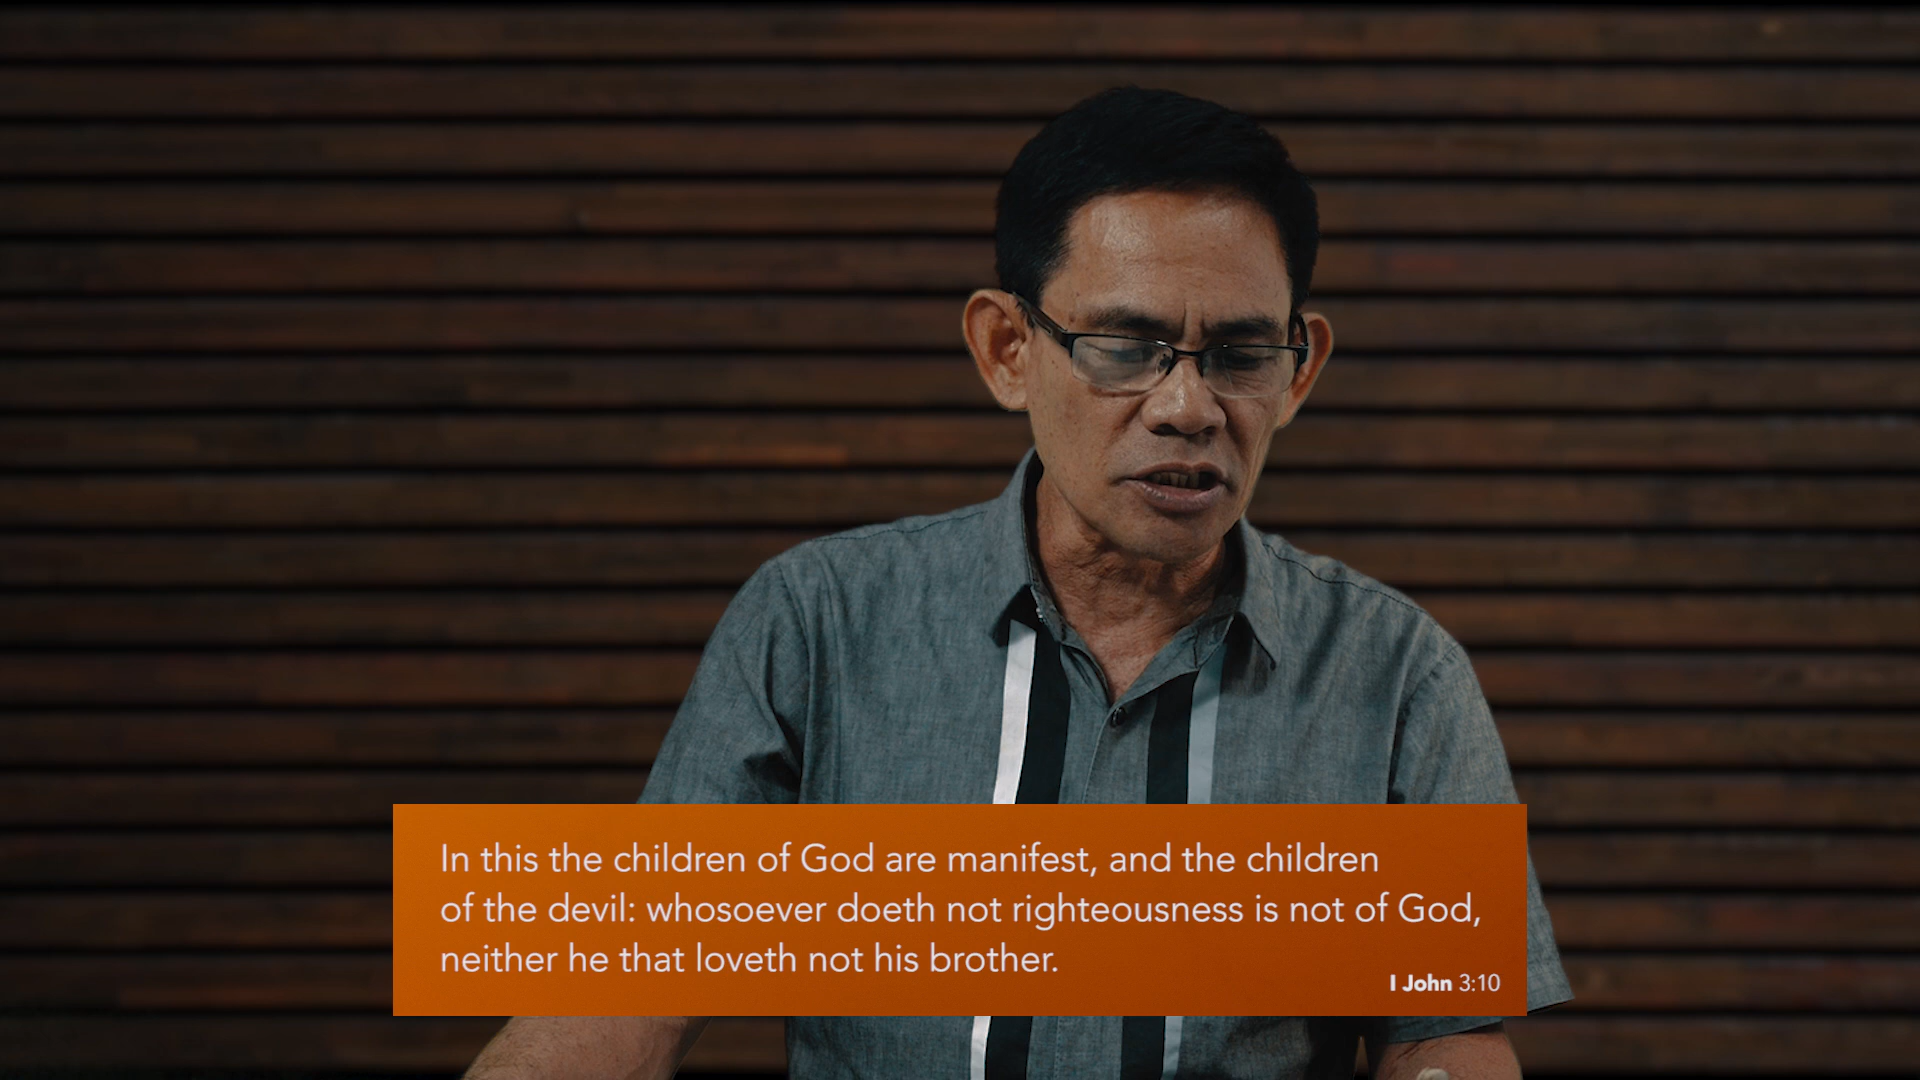 In this the children of God are manifest, and the children
of the devil: whosoever doeth not righteousness is not of God,
neither he that loveth not his brother.
I John 3:10